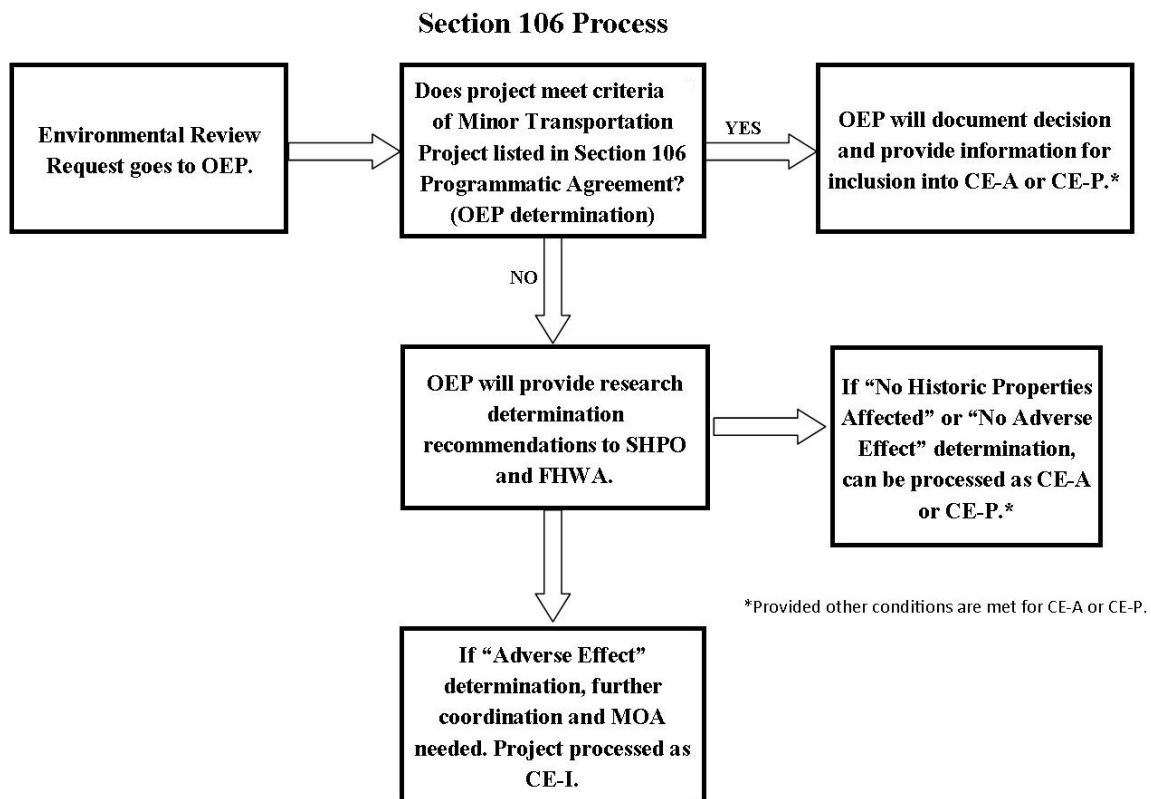 Section 106 Process
Environmental Review
Request goes to OEP.
Does project meet criteria
of Minor Transportation
Project listed in Section 106
Programmatic Agreement?
(OEP determination)
YES
OEP will document decision
and provide information for
inclusion into CE-A or CE-P.*
NO
OEP will provide research
determination
recommendations to SHPO
and FHWA.
If “No Historic Properties
Affected” or “No Adverse
Effect” determination,
can be processed as CE-A
or CE-P.*
*Provided other conditions are met for CE-A or CE-P.
If “Adverse Effect”
determination, further
coordination and MOA
needed. Project processed as
CE-I.